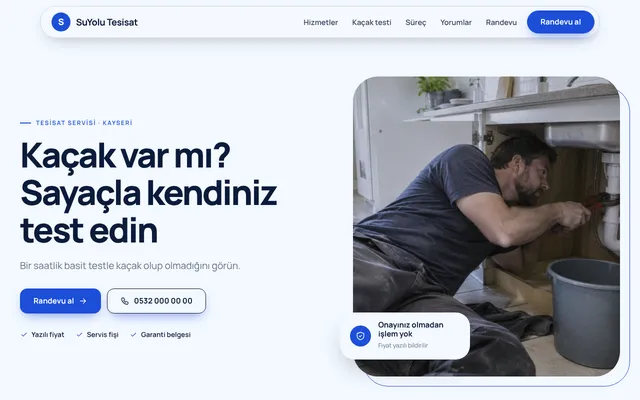 S SuYolu Tesisat
Hizmetler Kaçak testi Süreç Yorumlar Randevu Randevu al
TESİSAT SERVİSİ · KAYSERİ
Kaçak var mı?
Sayaçla kendiniz
test edin
Bir saatlik basit testle kaçak olup olmadığını görün.
Randevu al → 0532 000 00 00
Yazılı fiyat Servis fişi Garanti belgesi
Onayınız olmadan
işlem yok
Fiyat yazılı bildirilir